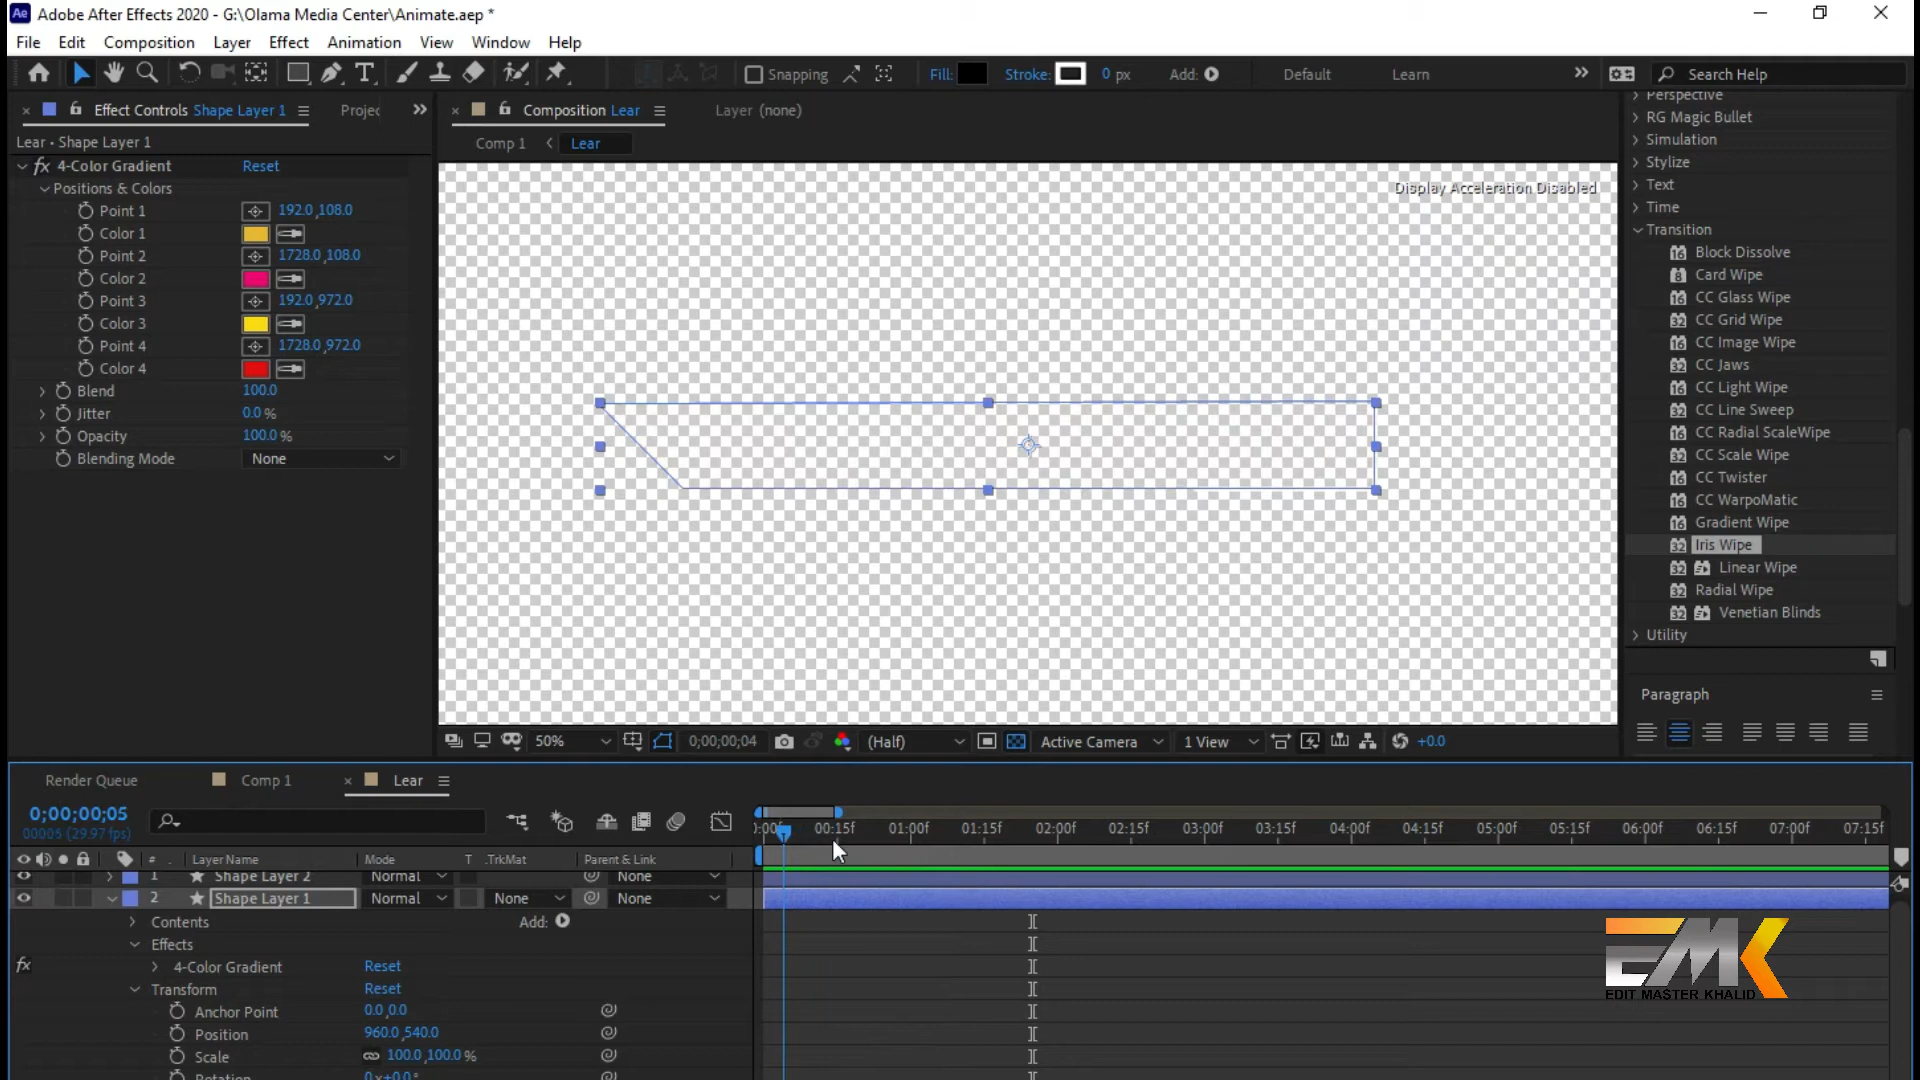 Ae Adobe After Effects 2020 - G:\Olama Media Center\Animate.aep *
File Edit Composition Layer Effect Animation View Window Help
Snapping Fill: Stroke: 0 px Add: Default Learn Search Help
Effect Controls Shape Layer 1 Projec
Composition Lear Layer (none)
Lear • Shape Layer 1
Comp 1 Lear
fx 4-Color Gradient Reset
Positions & Colors
Point 1 192.0,108.0
Color 1
Point 2 1728.0,108.0
Color 2
Point 3 192.0,972.0
Color 3
Point 4 1728.0,972.0
Color 4
Blend 100.0
Jitter 0.0 %
Opacity 100.0 %
Blending Mode None
Display Acceleration Disabled
Perspective
RG Magic Bullet
Simulation
Stylize
Text
Time
Transition
Block Dissolve
Card Wipe
CC Glass Wipe
CC Grid Wipe
CC Image Wipe
CC Jaws
CC Light Wipe
CC Line Sweep
CC Radial ScaleWipe
CC Scale Wipe
CC Twister
CC WarpoMatic
Gradient Wipe
Iris Wipe
Linear Wipe
Radial Wipe
Venetian Blinds
Utility
Paragraph
50% 0;00;00;04 (Half) Active Camera 1 View +0.0
Render Queue Comp 1 Lear
0;00;00;05
00005 (29.97 fps)
00:15f 01:00f 01:15f 02:00f 02:15f 03:00f 03:15f 04:00f 04:15f 05:00f 05:15f 06:00f 06:15f 07:00f 07:15f
# Layer Name Mode T .TrkMat Parent & Link
1 Shape Layer 2 Normal None
2 Shape Layer 1 Normal None None
Contents Add:
Effects
fx 4-Color Gradient Reset
Transform Reset
Anchor Point 0.0,0.0
Position 960.0,540.0
Scale 100.0,100.0 %
Rotation 0x+0.0°
EMK
EDIT MASTER KHALID